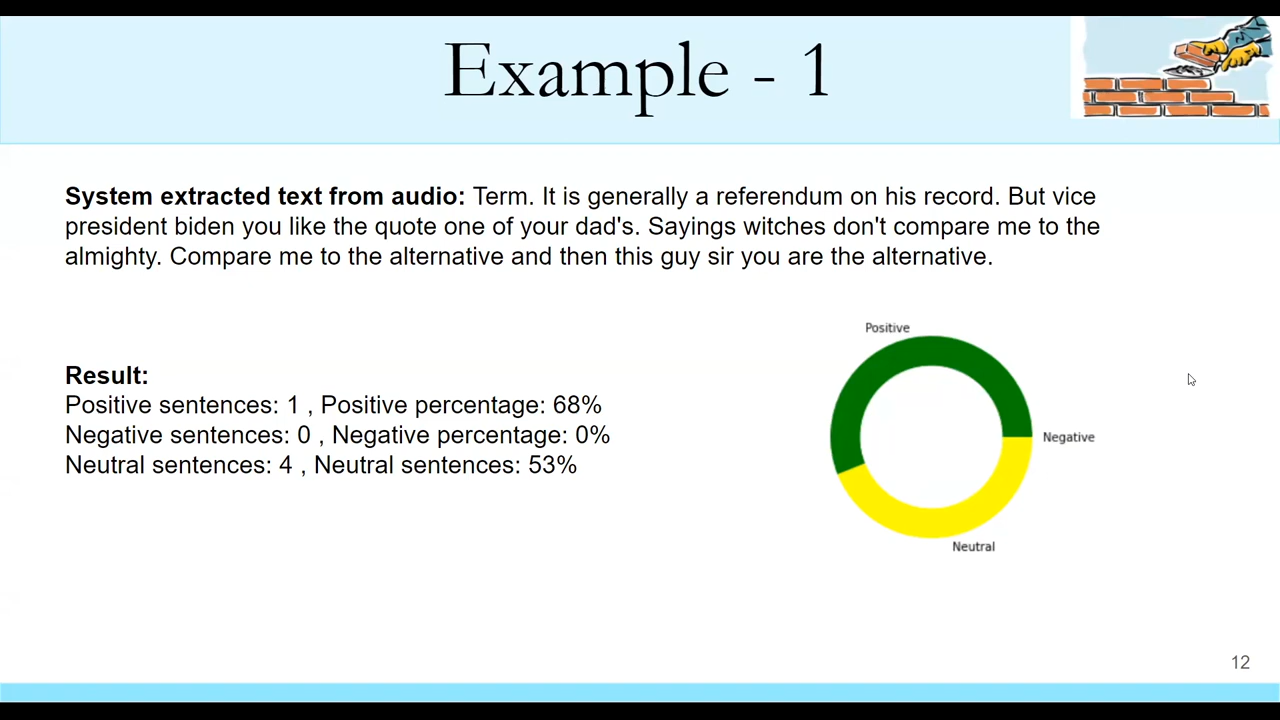 Example - 1
System extracted text from audio: Term. It is generally a referendum on his record. But vice
president biden you like the quote one of your dad's. Sayings witches don't compare me to the
almighty. Compare me to the alternative and then this guy sir you are the alternative.
Result:
Positive sentences: 1 , Positive percentage: 68%
Negative sentences: 0 , Negative percentage: 0%
Neutral sentences: 4 , Neutral sentences: 53%
Positive
Negative
Neutral
12